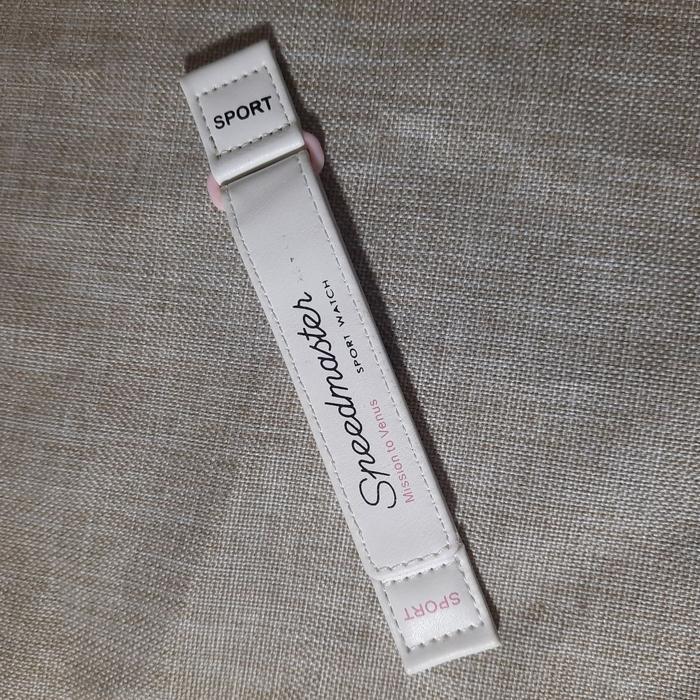 SPORT
Speedmaster
SPORT WATCH
Mission to Venus
SPORT